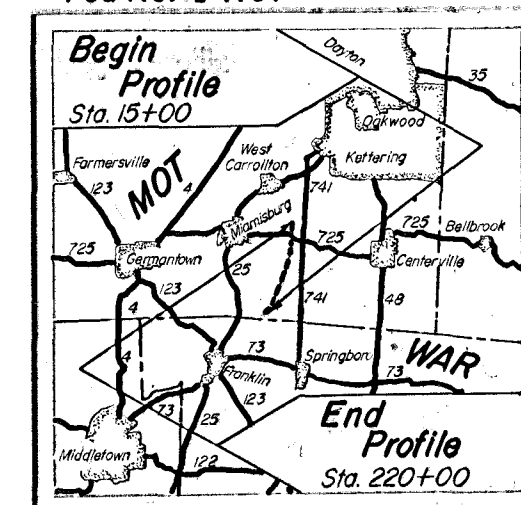 Begin
Profile
Sta. 15+00
Dayton
35
Oakwood
Kettering
West
Carrollton
Farmersville
123
MOT
4
741
Miamisburg
725
725
725
Bellbrook
Germantown
25
Centerville
123
741
48
4
4
73
Springboro
WAR
73
Franklin
123
73
25
Middletown
122
End
Profile
Sta. 220+00